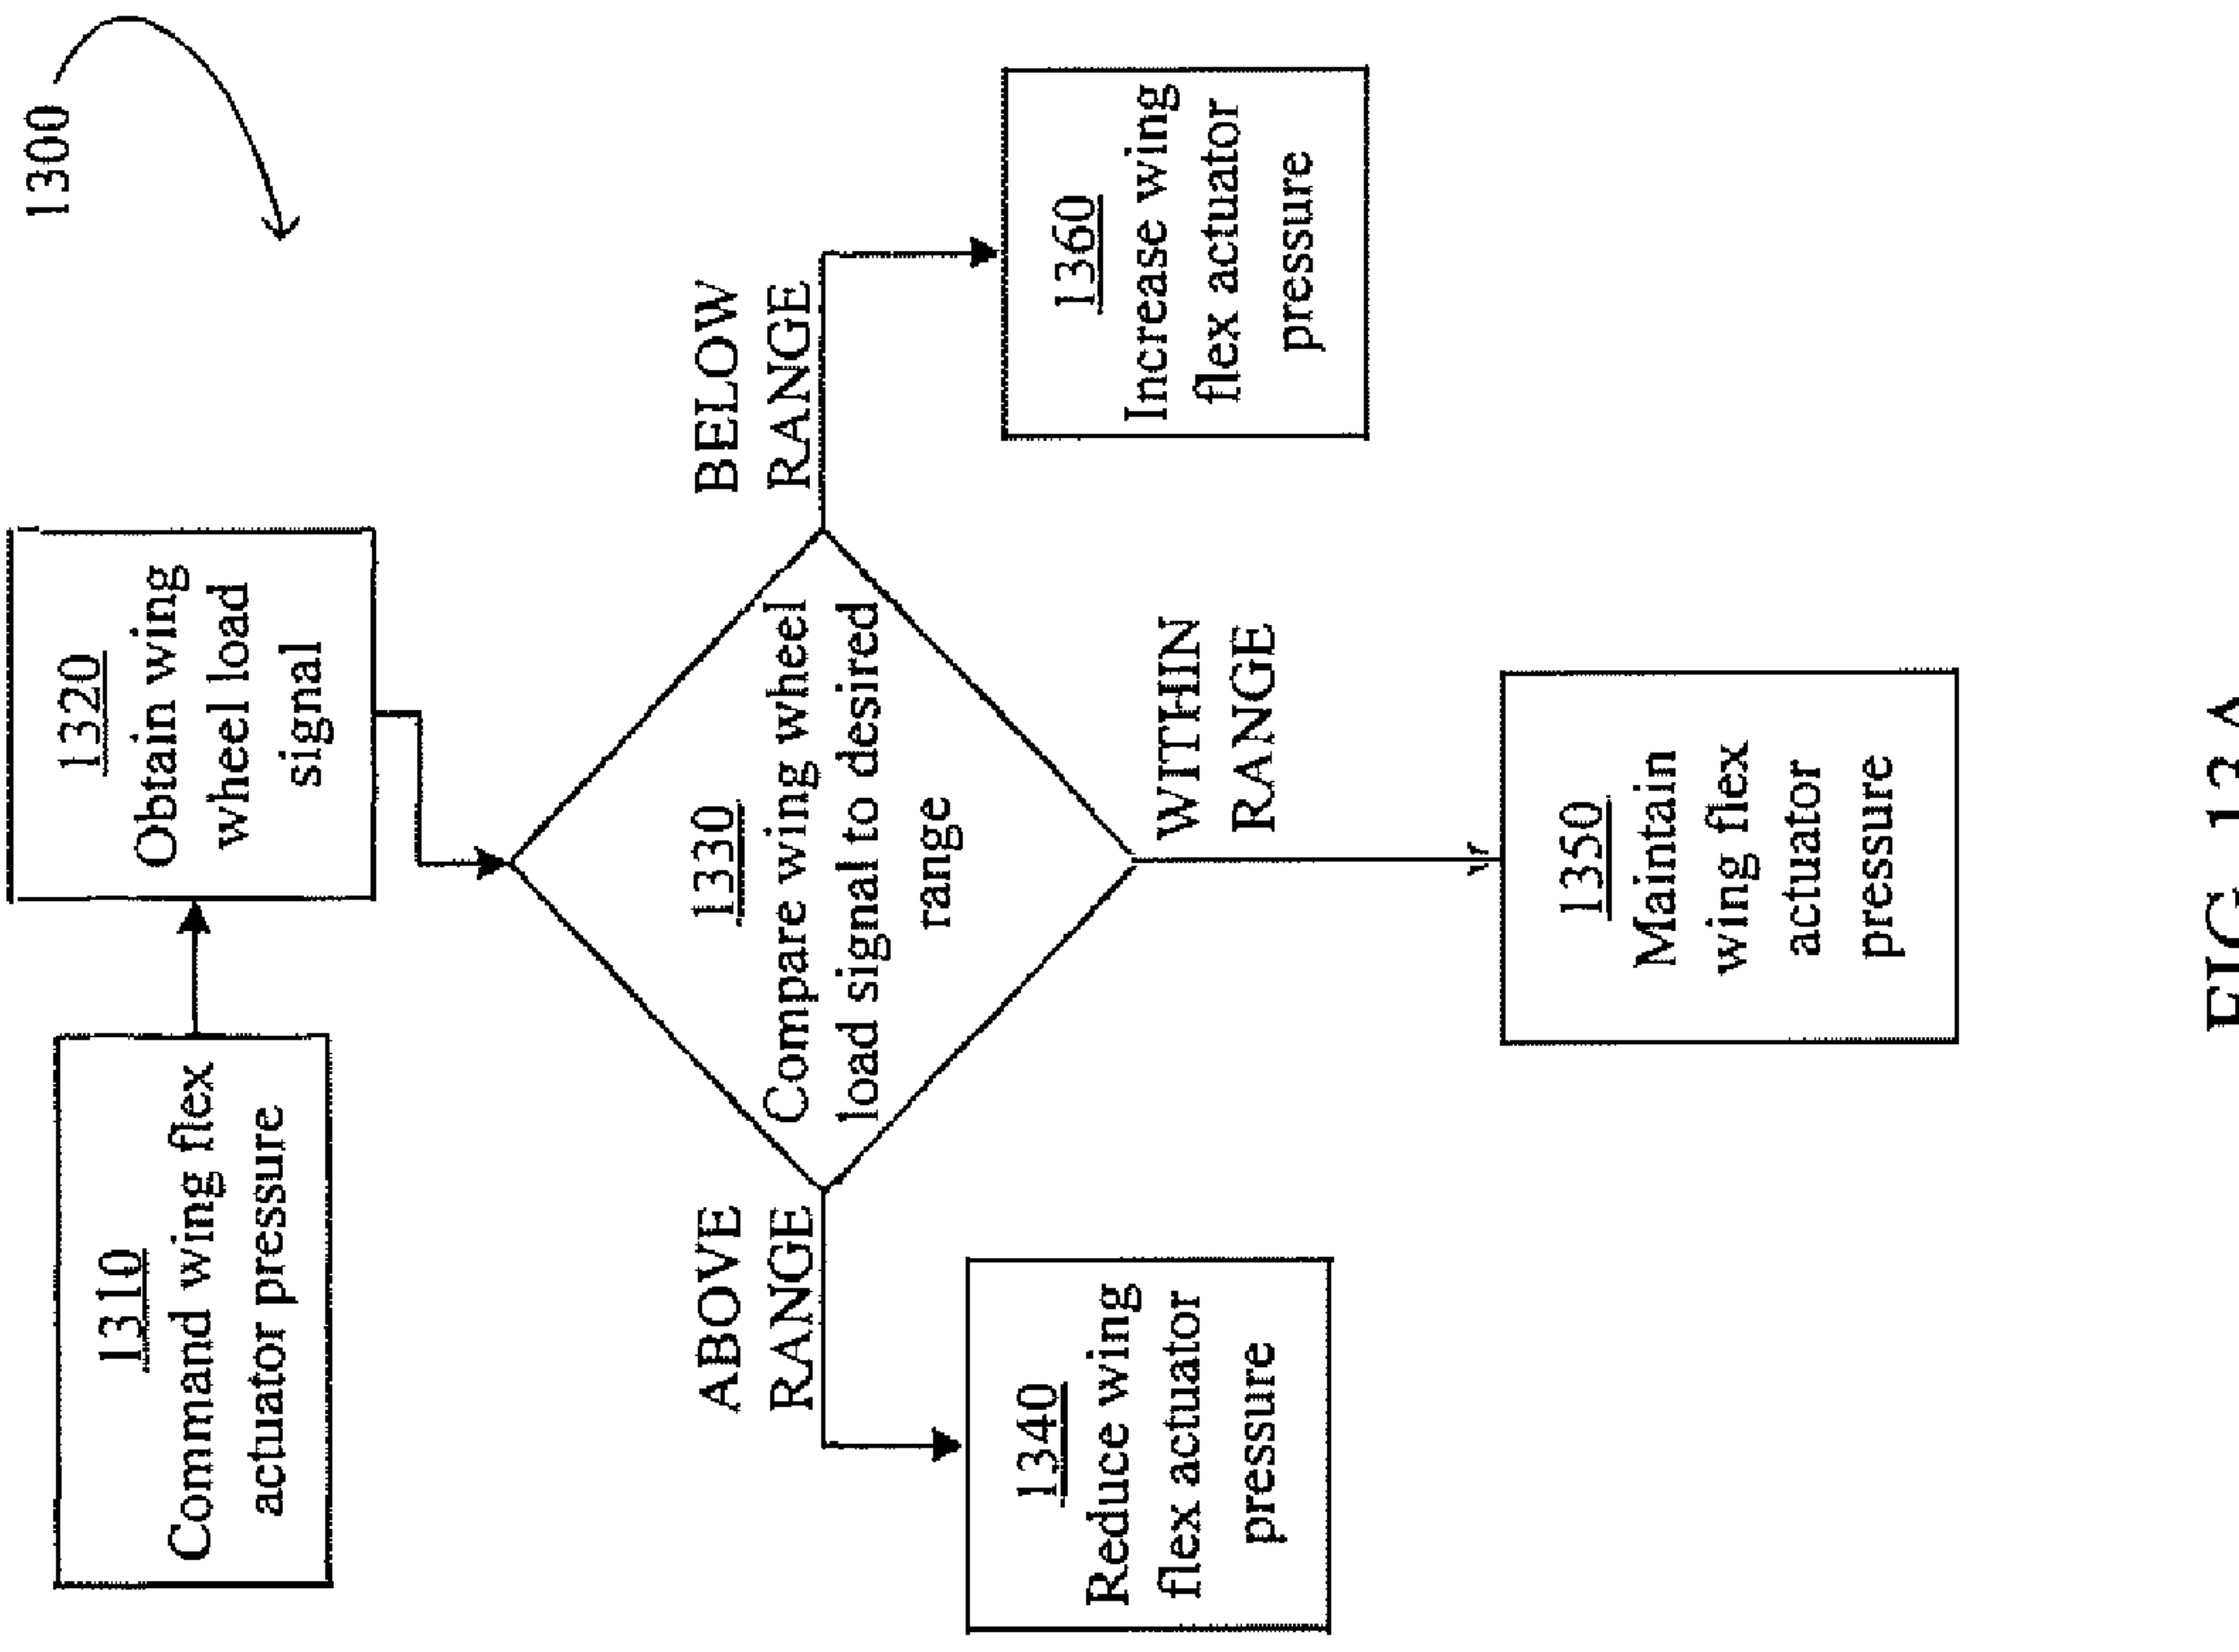 1300
1310
Command wing flex
actuator pressure
1320
Obtain wing
wheel load
signal
1330
Compare wing wheel
load signal to desired
range
ABOVE
RANGE
BELOW
RANGE
WITHIN
RANGE
1340
Reduce wing
flex actuator
pressure
1360
Increase wing
flex actuator
pressure
1350
Maintain
wing flex
actuator
pressure
FIG. 13A